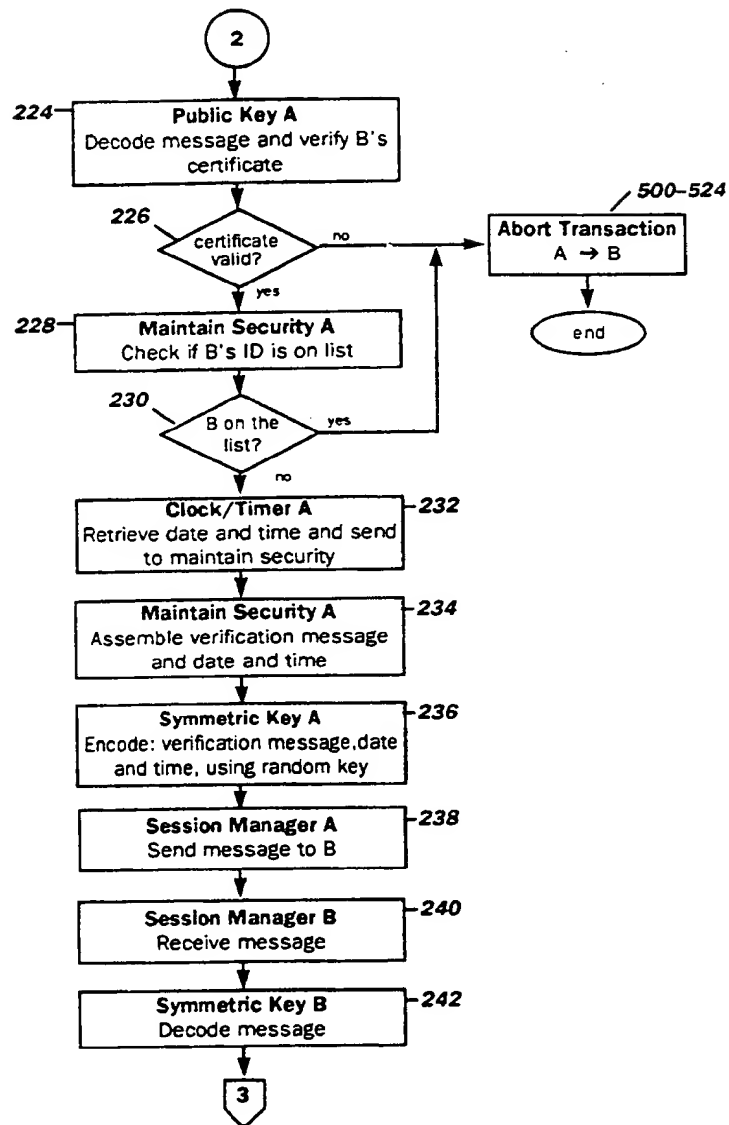 2
224
Public Key A
Decode message and verify B's
certificate
500-524
226
certificate
valid?
no
yes
Abort Transaction
A → B
end
228
Maintain Security A
Check if B's ID is on list
230
B on the
list?
yes
no
Clock/Timer A
232
Retrieve date and time and send
to maintain security
Maintain Security A
234
Assemble verification message
and date and time
Symmetric Key A
236
Encode: verification message,date
and time, using random key
Session Manager A
238
Send message to B
Session Manager B
240
Receive message
Symmetric Key B
242
Decode message
3